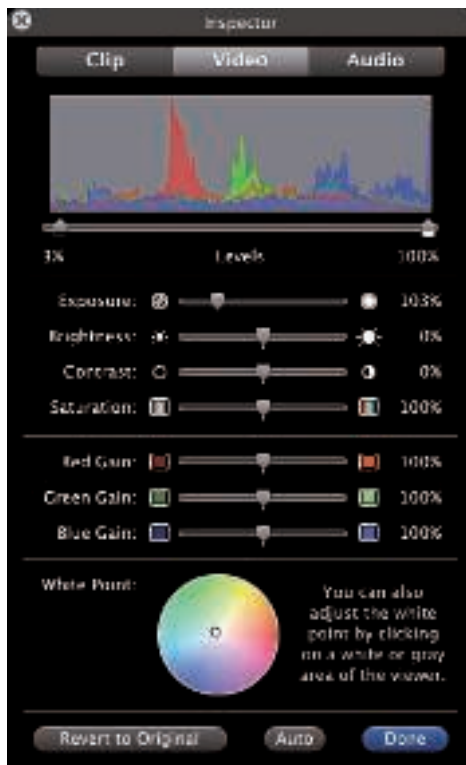 Inspector
Clip Video Audio
3% Levels 100%
Exposure: 103%
Brightness: 0%
Contrast: 0%
Saturation: 100%
Red Gain: 100%
Green Gain: 100%
Blue Gain: 100%
White Point:
You can also
adjust the white
point by clicking
on a white or gray
area of the viewer.
Revert to Original Auto Done